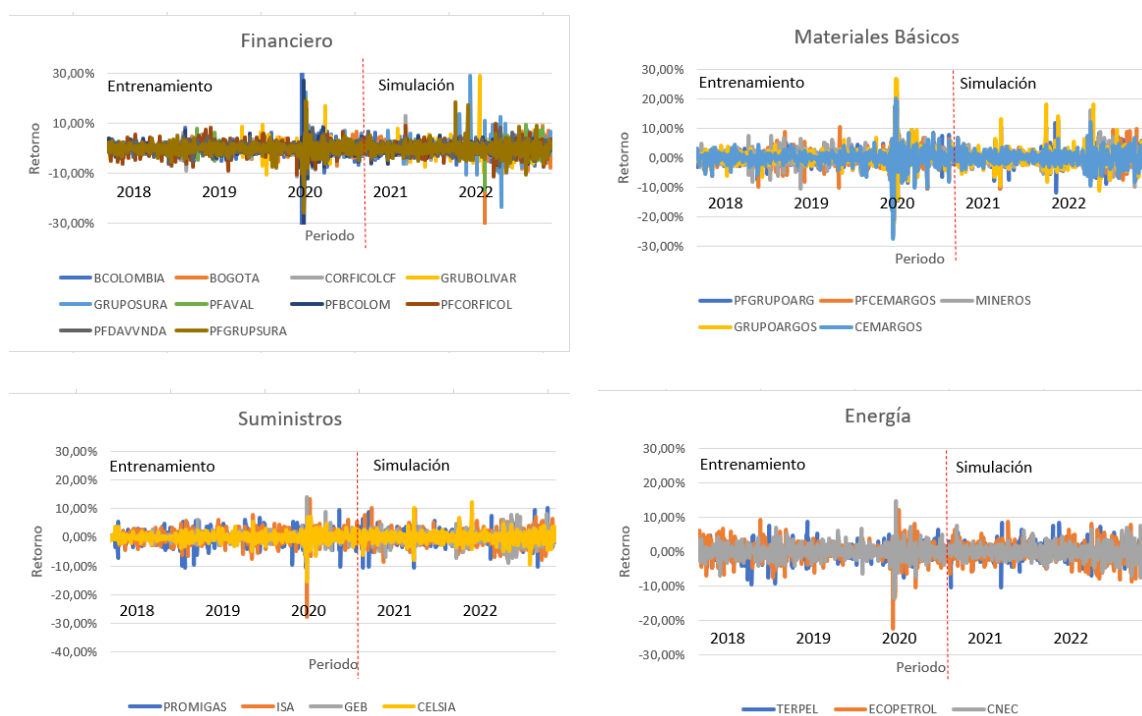 Financiero
30,00%
Entrenamiento
Simulación
10,00%
Retorno
-10,00%
2018
2019
2020
2021
2022
-30,00%
Periodo
BCOLOMBIA BOGOTA CORFICOLCF GRUBOLIVAR
GRUPOSURA PFAVAL PFBCOLOM PFCORFICOL
PFDAVVNDA PFGRUPSURA
Materiales Básicos
30,00%
Entrenamiento
Simulación
20,00%
10,00%
Retorno
0,00%
-10,00%
2018
2019
2020
2021
2022
-20,00%
Periodo
-30,00%
PFGRUPOARG PFCEMARGOS MINEROS
GRUPOARGOS CEMARGOS
Suministros
30,00%
Entrenamiento
Simulación
20,00%
10,00%
Retorno
0,00%
-10,00%
-20,00%
2018
2019
2020
2021
2022
-30,00%
-40,00%
Periodo
PROMIGAS ISA GEB CELSIA
Energía
30,00%
Entrenamiento
Simulación
20,00%
10,00%
Retorno
0,00%
-10,00%
-20,00%
2018
2019
2020
2021
2022
-30,00%
Periodo
TERPEL ECOPETROL CNEC